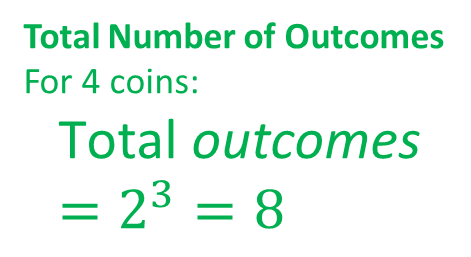 Total Number of Outcomes
For 4 coins:
Total outcomes
= 2³ = 8